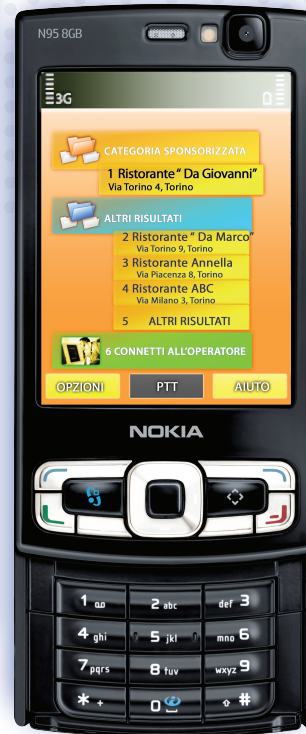 N95 8GB
3G
CATEGORIA SPONSORIZZATA
1 Ristorante “ Da Giovanni”
Via Torino 4, Torino
ALTRI RISULTATI
2 Ristorante “ Da Marco”
Via Torino 9, Torino
3 Ristorante Annella
Via Piacenza 8, Torino
4 Ristorante ABC
Via Milano 3, Torino
5 ALTRI RISULTATI
6 CONNETTI ALL'OPERATORE
OPZIONI PTT AIUTO
NOKIA
1 2 abc def 3
4 ghi 5 jkl mno 6
7 pqrs 8 tuv wxyz 9
* + 0 #